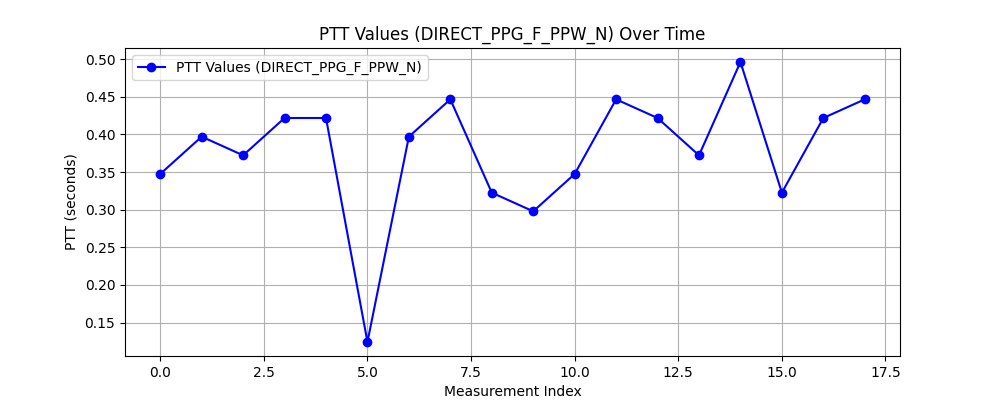 PTT Values (DIRECT_PPG_F_PPW_N) Over Time
PTT Values (DIRECT_PPG_F_PPW_N)
PTT (seconds)
0.50
0.45
0.40
0.35
0.30
0.25
0.20
0.15
0.0 2.5 5.0 7.5 10.0 12.5 15.0 17.5
Measurement Index